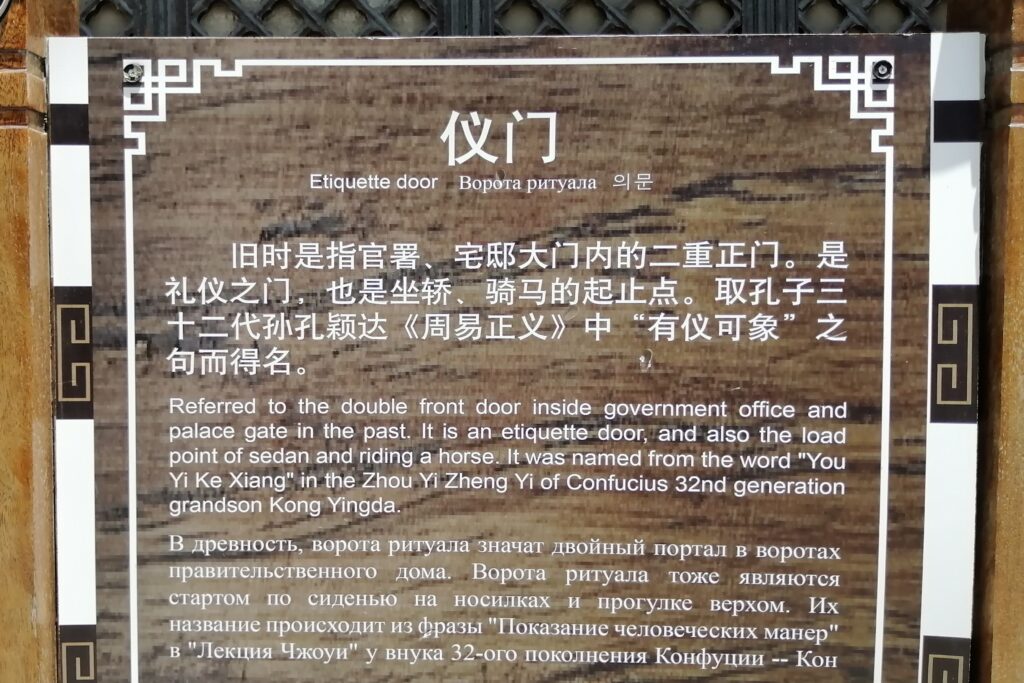 仪门
Etiquette door Ворота ритуала 의문
旧时是指官署、宅邸大门内的二重正门。是
礼仪之门，也是坐轿、骑马的起止点。取孔子三
十二代孙孔颖达《周易正义》中“有仪可象”之
句而得名。
Referred to the double front door inside government office and
palace gate in the past. It is an etiquette door, and also the load
point of sedan and riding a horse. It was named from the word "You
Yi Ke Xiang" in the Zhou Yi Zheng Yi of Confucius 32nd generation
grandson Kong Yingda.
В древность, ворота ритуала значат двойный портал в воротах
правительственного дома. Ворота ритуала тоже являются
стартом по сиденью на носилках и прогулке верхом. Их
название происходит из фразы "Показание человеческих манер"
в "Лекция Чжоуи" у внука 32-ого поколнения Конфуции -- Кон